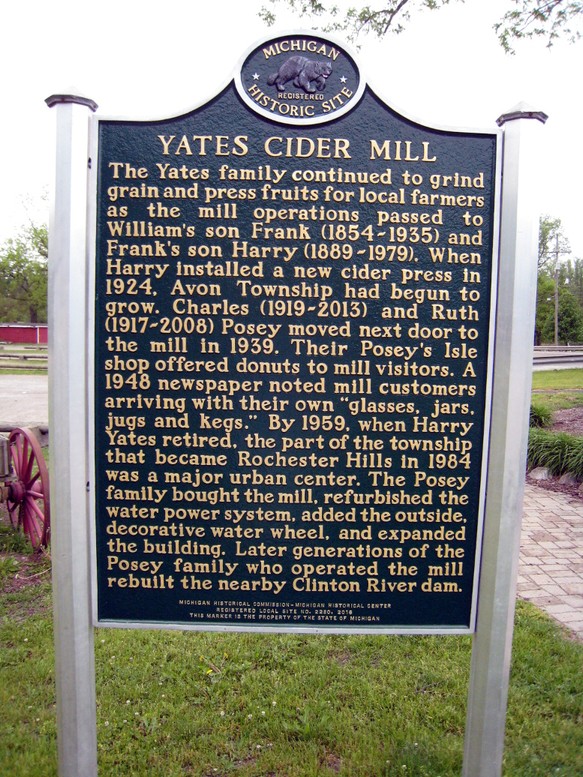 MICHIGAN
REGISTERED
HISTORIC SITE
YATES CIDER MILL
The Yates family continued to grind
grain and press fruits for local farmers
as the mill operations passed to
William's son Frank (1854-1935) and
Frank's son Harry (1889-1979). When
Harry installed a new cider press in
1924, Avon Township had begun to
grow. Charles (1919-2013) and Ruth
(1917-2008) Posey moved next door to
the mill in 1939. Their Posey's Isle
shop offered donuts to mill visitors. A
1948 newspaper noted mill customers
arriving with their own "glasses, jars,
jugs and kegs." By 1959, when Harry
Yates retired, the part of the township
that became Rochester Hills in 1984
was a major urban center. The Posey
family bought the mill, refurbished the
water power system, added the outside,
decorative water wheel, and expanded
the building. Later generations of the
Posey family who operated the mill
rebuilt the nearby Clinton River dam.
MICHIGAN HISTORICAL COMMISSION-MICHIGAN HISTORICAL CENTER
REGISTERED LOCAL SITE NO. 2290, 2016
THIS MARKER IS THE PROPERTY OF THE STATE OF MICHIGAN